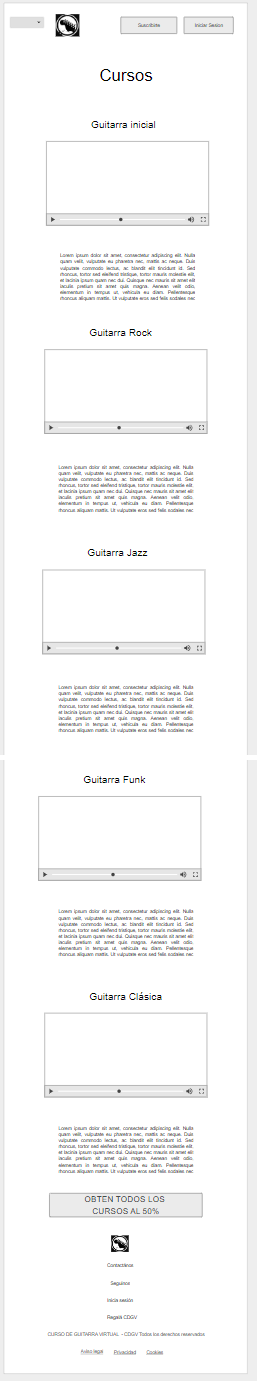 Suscribirte
Iniciar Sesion
Cursos
Guitarra inicial
Lorem ipsum dolor sit amet, consectetur adipiscing elit. Nulla
quam velit, vulputate eu pharetra nec, mattis ac neque. Duis
vulputate commodo lectus, ac blandit elit tincidunt id. Sed
rhoncus, tortor sed eleifend tristique, tortor mauris molestie elit,
et lacinia ipsum quam nec dui. Quisque nec mauris sit amet elit
iaculis pretium sit amet quis magna. Aenean velit odio,
elementum in tempus ut, vehicula eu diam. Pellentesque
rhoncus aliquam mattis. Ut vulputate eros sed felis sodales nec
Guitarra Rock
Lorem ipsum dolor sit amet, consectetur adipiscing elit. Nulla
quam velit, vulputate eu pharetra nec, mattis ac neque. Duis
vulputate commodo lectus, ac blandit elit tincidunt id. Sed
rhoncus, tortor sed eleifend tristique, tortor mauris molestie elit,
et lacinia ipsum quam nec dui. Quisque nec mauris sit amet elit
iaculis pretium sit amet quis magna. Aenean velit odio,
elementum in tempus ut, vehicula eu diam. Pellentesque
rhoncus aliquam mattis. Ut vulputate eros sed felis sodales nec
Guitarra Jazz
Lorem ipsum dolor sit amet, consectetur adipiscing elit. Nulla
quam velit, vulputate eu pharetra nec, mattis ac neque. Duis
vulputate commodo lectus, ac blandit elit tincidunt id. Sed
rhoncus, tortor sed eleifend tristique, tortor mauris molestie elit,
et lacinia ipsum quam nec dui. Quisque nec mauris sit amet elit
iaculis pretium sit amet quis magna. Aenean velit odio,
elementum in tempus ut, vehicula eu diam. Pellentesque
rhoncus aliquam mattis. Ut vulputate eros sed felis sodales nec
Guitarra Funk
Lorem ipsum dolor sit amet, consectetur adipiscing elit. Nulla
quam velit, vulputate eu pharetra nec, mattis ac neque. Duis
vulputate commodo lectus, ac blandit elit tincidunt id. Sed
rhoncus, tortor sed eleifend tristique, tortor mauris molestie elit,
et lacinia ipsum quam nec dui. Quisque nec mauris sit amet elit
iaculis pretium sit amet quis magna. Aenean velit odio,
elementum in tempus ut, vehicula eu diam. Pellentesque
rhoncus aliquam mattis. Ut vulputate eros sed felis sodales nec
Guitarra Clásica
Lorem ipsum dolor sit amet, consectetur adipiscing elit. Nulla
quam velit, vulputate eu pharetra nec, mattis ac neque. Duis
vulputate commodo lectus, ac blandit elit tincidunt id. Sed
rhoncus, tortor sed eleifend tristique, tortor mauris molestie elit,
et lacinia ipsum quam nec dui. Quisque nec mauris sit amet elit
iaculis pretium sit amet quis magna. Aenean velit odio,
elementum in tempus ut, vehicula eu diam. Pellentesque
rhoncus aliquam mattis. Ut vulputate eros sed felis sodales nec
OBTEN TODOS LOS
CURSOS AL 50%
Contactános
Seguinos
Inicia sesión
Regalá CDGV
CURSO DE GUITARRA VIRTUAL - CDGV Todos los derechos reservados
Aviso legal Privacidad Cookies